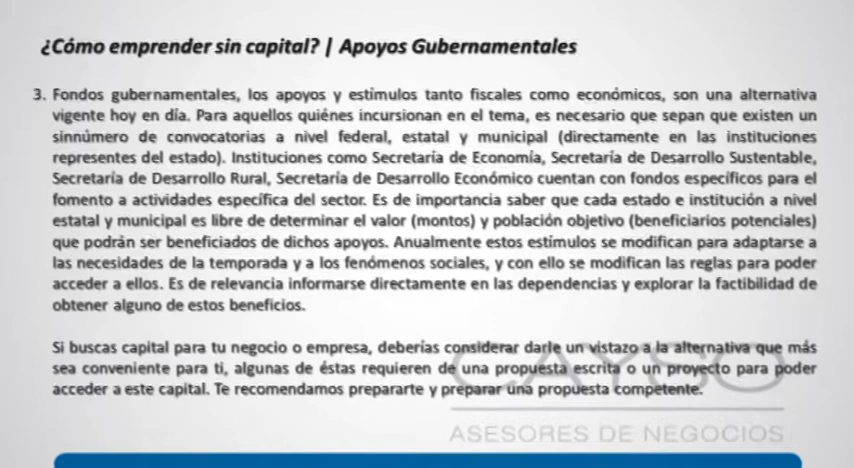 ¿Cómo emprender sin capital? | Apoyos Gubernamentales
3. Fondos gubernamentales, los apoyos y estímulos tanto fiscales como económicos, son una alternativa
vigente hoy en día. Para aquellos quiénes incursionan en el tema, es necesario que sepan que existen un
sinnúmero de convocatorias a nivel federal, estatal y municipal (directamente en las instituciones
representes del estado). Instituciones como Secretaría de Economía, Secretaría de Desarrollo Sustentable,
Secretaría de Desarrollo Rural, Secretaría de Desarrollo Económico cuentan con fondos específicos para el
fomento a actividades específica del sector. Es de importancia saber que cada estado e institución a nivel
estatal y municipal es libre de determinar el valor (montos) y población objetivo (beneficiarios potenciales)
que podrán ser beneficiados de dichos apoyos. Anualmente estos estímulos se modifican para adaptarse a
las necesidades de la temporada y a los fenómenos sociales, y con ello se modifican las reglas para poder
acceder a ellos. Es de relevancia informarse directamente en las dependencias y explorar la factibilidad de
obtener alguno de estos beneficios.
Si buscas capital para tu negocio o empresa, deberías considerar darle un vistazo a la alternativa que más
sea conveniente para ti, algunas de éstas requieren de una propuesta escrita o un proyecto para poder
acceder a este capital. Te recomendamos prepararte y preparar una propuesta competente.
CAYSO
ASESORES DE NEGOCIOS